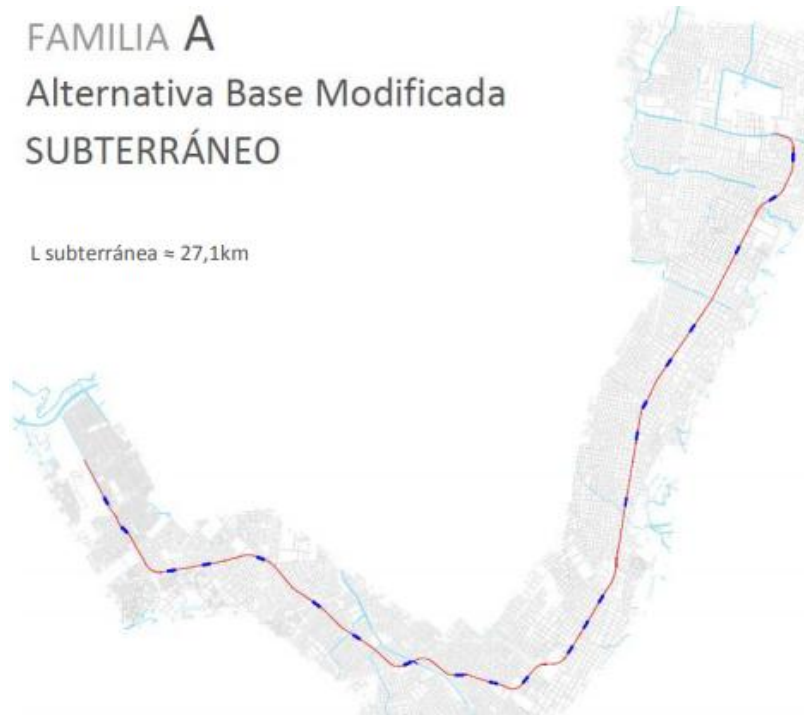 FAMILIA A
Alternativa Base Modificada
SUBTERRÁNEO
L subterránea ≈ 27,1km